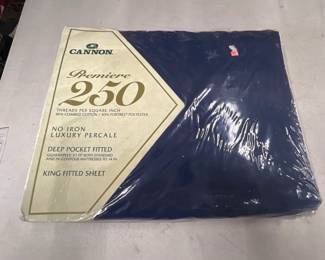 CANNON
Premiere
250
THREADS PER SQUARE INCH
NO IRON
LUXURY PERCALE
DEEP POCKET FITTED
KING FITTED SHEET